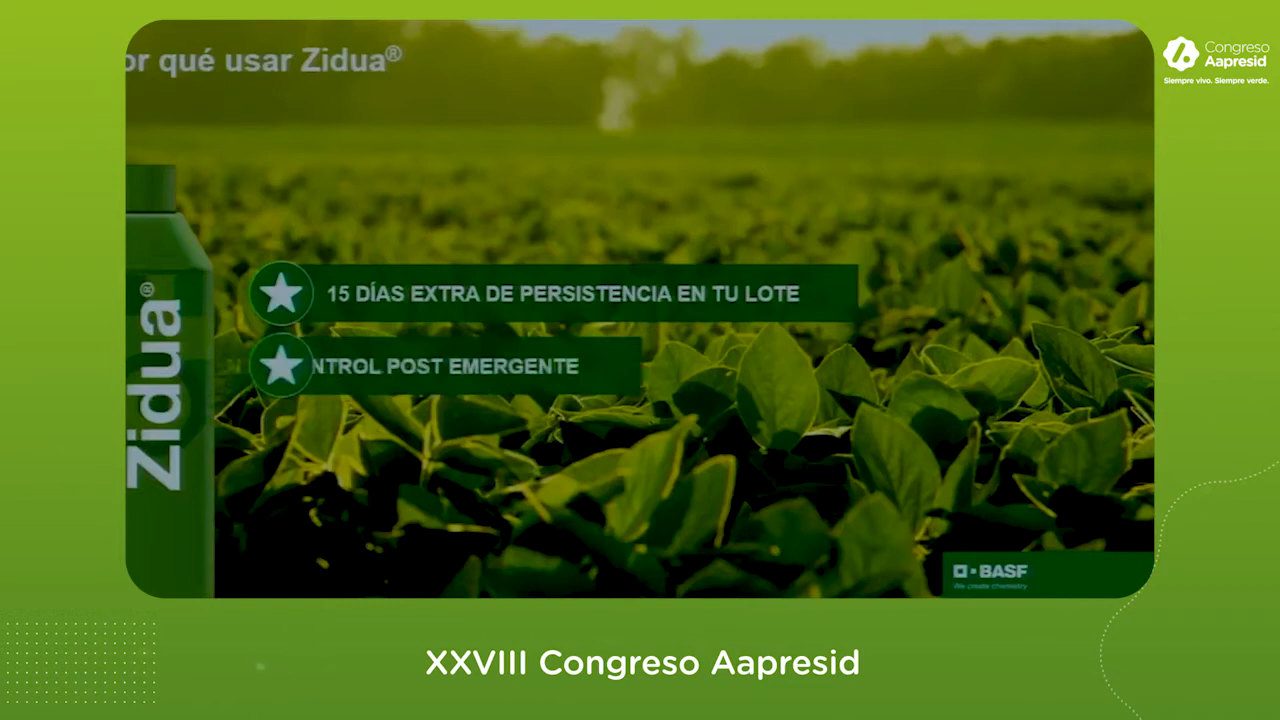 Congreso
Aapresid
Siempre vivo. Siempre verde.
or qué usar Zidua®
Zidua®
15 DÍAS EXTRA DE PERSISTENCIA EN TU LOTE
NTROL POST EMERGENTE
BASF
We create chemistry
XXVIII Congreso Aapresid